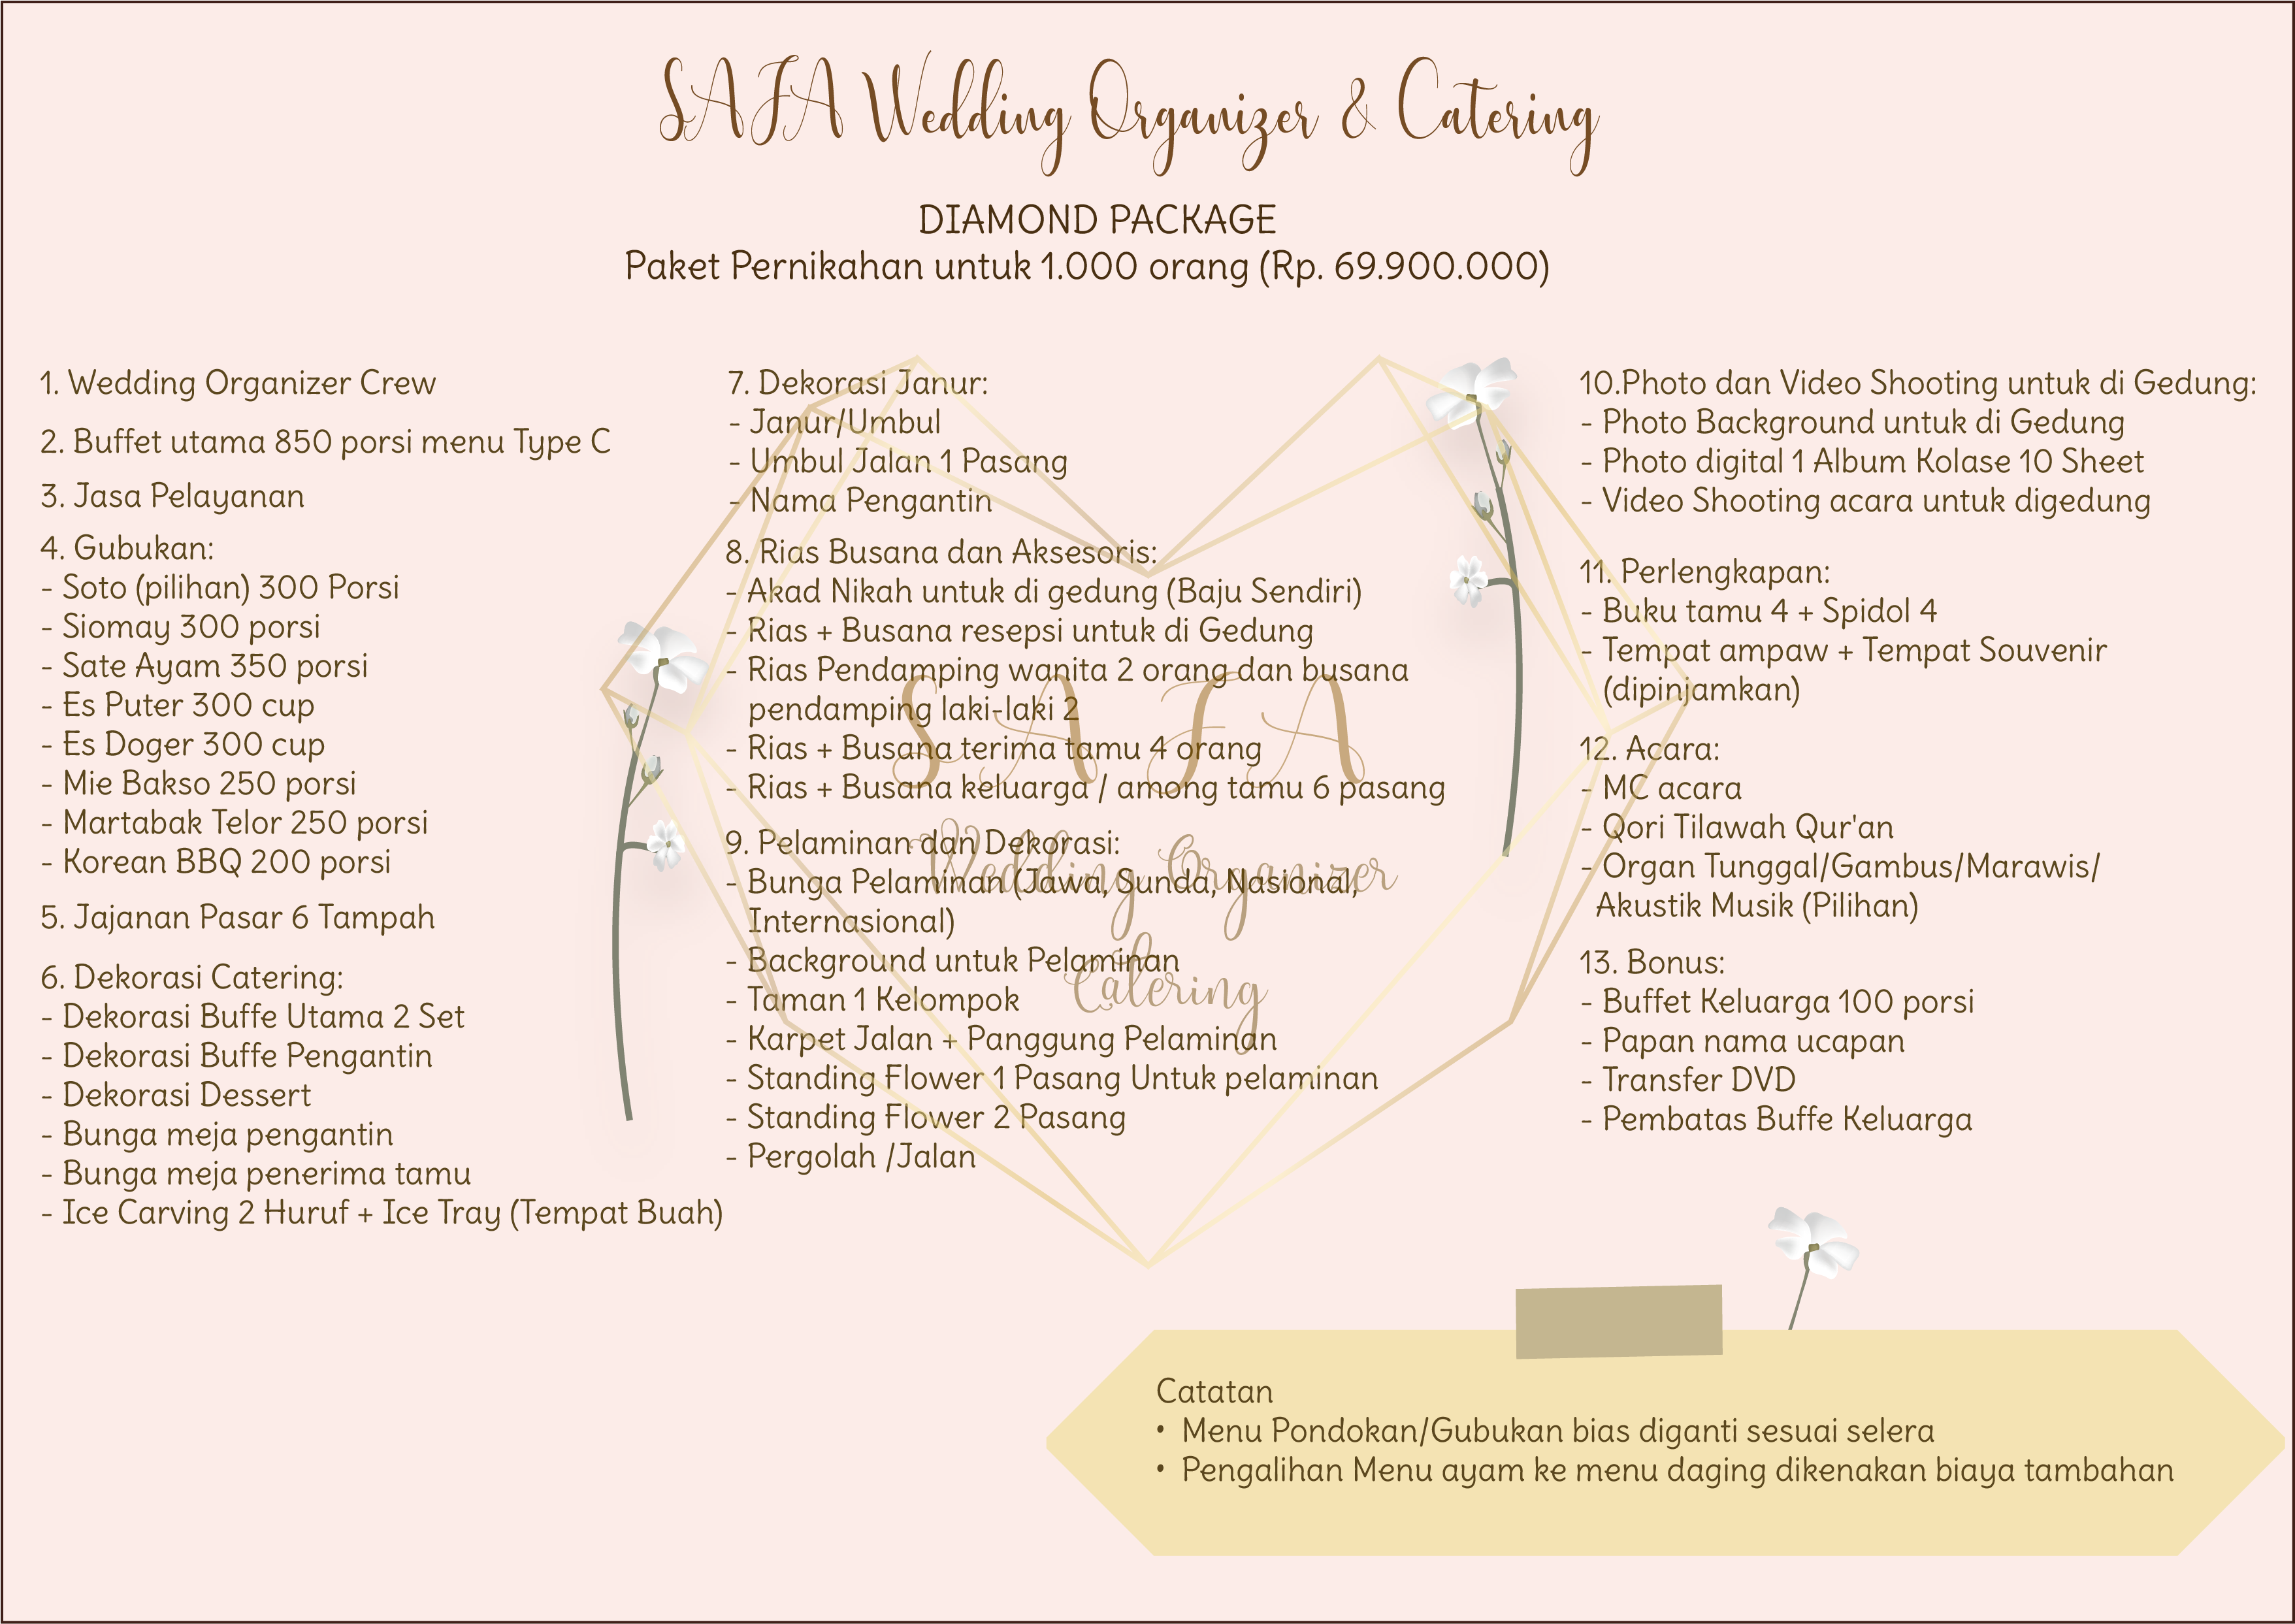 SAFA Wedding Organizer & Catering
DIAMOND PACKAGE
Paket Pernikahan untuk 1.000 orang (Rp. 69.900.000)
1. Wedding Organizer Crew
2. Buffet utama 850 porsi menu Type C
3. Jasa Pelayanan
4. Gubukan:
- Soto (pilihan) 300 Porsi
- Siomay 300 porsi
- Sate Ayam 350 porsi
- Es Puter 300 cup
- Es Doger 300 cup
- Mie Bakso 250 porsi
- Martabak Telor 250 porsi
- Korean BBQ 200 porsi
5. Jajanan Pasar 6 Tampah
6. Dekorasi Catering:
- Dekorasi Buffe Utama 2 Set
- Dekorasi Buffe Pengantin
- Dekorasi Dessert
- Bunga meja pengantin
- Bunga meja penerima tamu
- Ice Carving 2 Huruf + Ice Tray (Tempat Buah)
7. Dekorasi Janur:
- Janur/Umbul
- Umbul Jalan 1 Pasang
- Nama Pengantin
8. Rias Busana dan Aksesoris:
- Akad Nikah untuk di gedung (Baju Sendiri)
- Rias + Busana resepsi untuk di Gedung
- Rias Pendamping wanita 2 orang dan busana
pendamping laki-laki 2
- Rias + Busana terima tamu 4 orang
- Rias + Busana keluarga / among tamu 6 pasang
9. Pelaminan dan Dekorasi:
- Bunga Pelaminan (Jawa, Sunda, Nasional,
Internasional)
- Background untuk Pelaminan
- Taman 1 Kelompok
- Karpet Jalan + Panggung Pelaminan
- Standing Flower 1 Pasang Untuk pelaminan
- Standing Flower 2 Pasang
- Pergolah /Jalan
SAFA
Wedding Organizer
Catering
10.Photo dan Video Shooting untuk di Gedung:
- Photo Background untuk di Gedung
- Photo digital 1 Album Kolase 10 Sheet
- Video Shooting acara untuk digedung
11. Perlengkapan:
- Buku tamu 4 + Spidol 4
- Tempat ampaw + Tempat Souvenir
(dipinjamkan)
12. Acara:
- MC acara
- Qori Tilawah Qur'an
- Organ Tunggal/Gambus/Marawis/
Akustik Musik (Pilihan)
13. Bonus:
- Buffet Keluarga 100 porsi
- Papan nama ucapan
- Transfer DVD
- Pembatas Buffe Keluarga
Catatan
• Menu Pondokan/Gubukan bias diganti sesuai selera
• Pengalihan Menu ayam ke menu daging dikenakan biaya tambahan